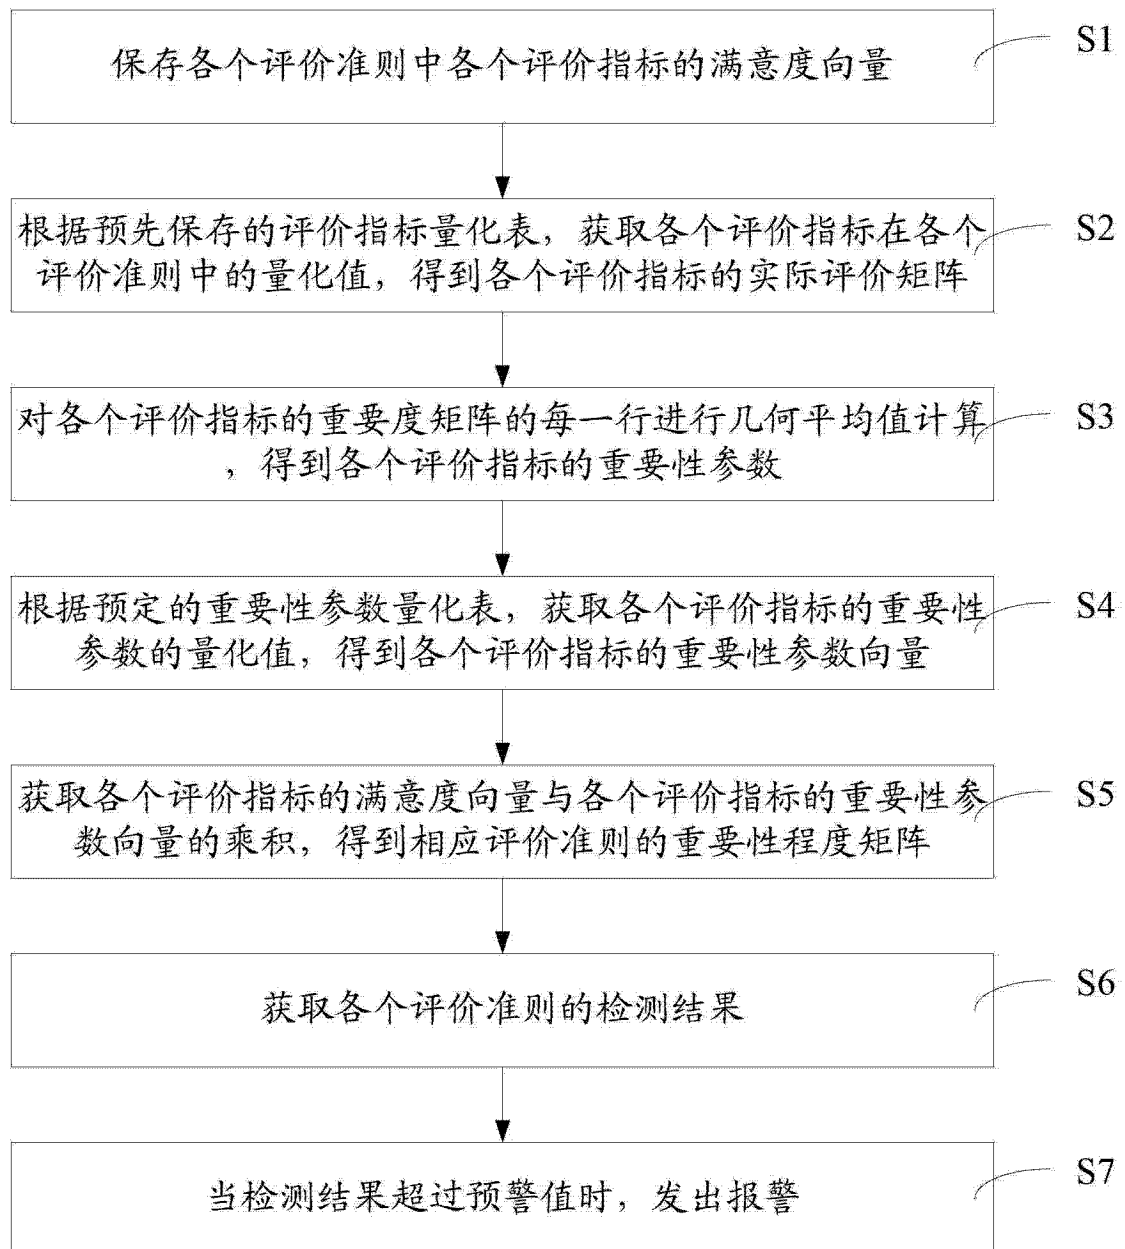 保存各个评价准则中各个评价指标的满意度向量
S1
根据预先保存的评价指标量化表，获取各个评价指标在各个
评价准则中的量化值，得到各个评价指标的实际评价矩阵
S2
对各个评价指标的重要度矩阵的每一行进行几何平均值计算
，得到各个评价指标的重要性参数
S3
根据预定的重要性参数量化表，获取各个评价指标的重要性
参数的量化值，得到各个评价指标的重要性参数向量
S4
获取各个评价指标的满意度向量与各个评价指标的重要性参
数向量的乘积，得到相应评价准则的重要性程度矩阵
S5
获取各个评价准则的检测结果
S6
当检测结果超过预警值时，发出报警
S7